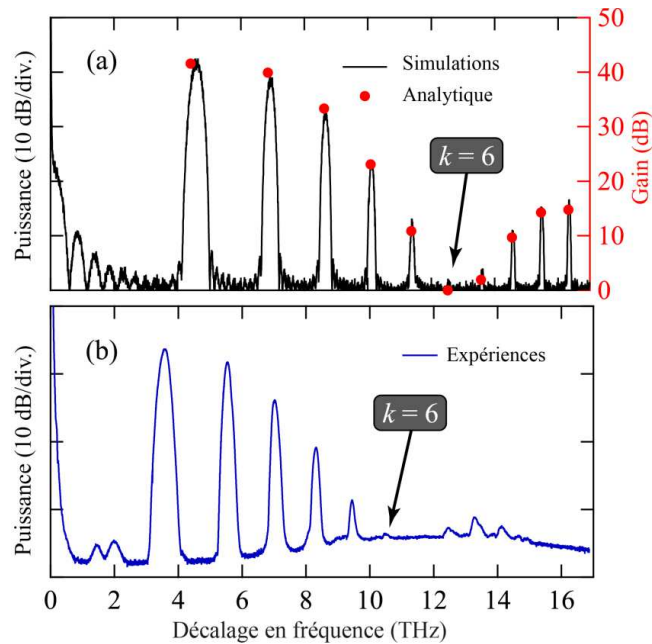 (a)
Simulations
Analytique
k = 6
Puissance (10 dB/div.)
Gain (dB)
50
40
30
20
10
0
(b)
Expériences
k = 6
Puissance (10 dB/div.)
0 2 4 6 8 10 12 14 16
Décalage en fréquence (THz)